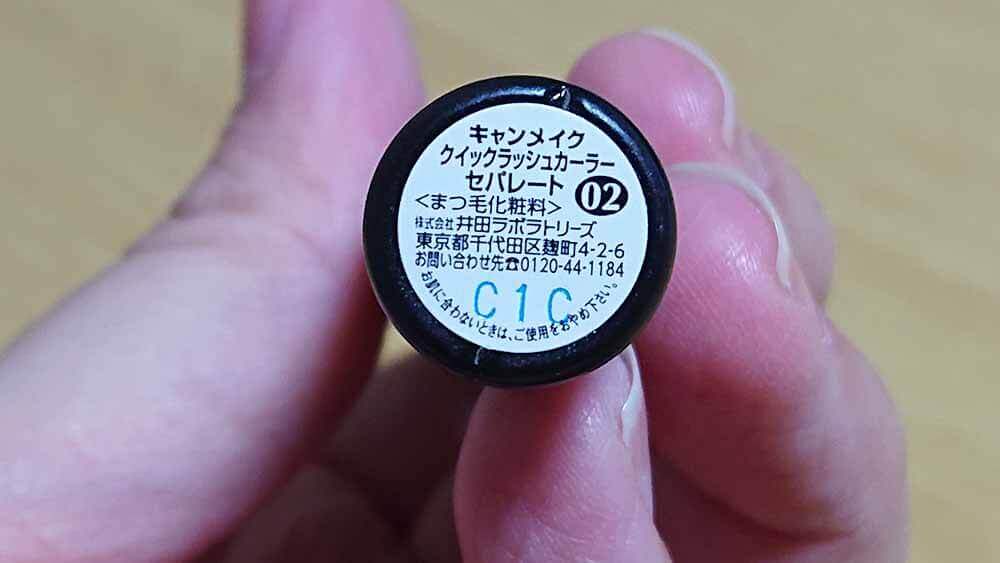 キャンメイク
クイックラッシュカーラー
セパレート 02
<まつ毛化粧料>
株式会社 井田ラボラトリーズ
東京都千代田区麹町4-2-6
お問い合わせ先☎0120-44-1184
お肌に合わないときは、ご使用をおやめ下さい。
C1C